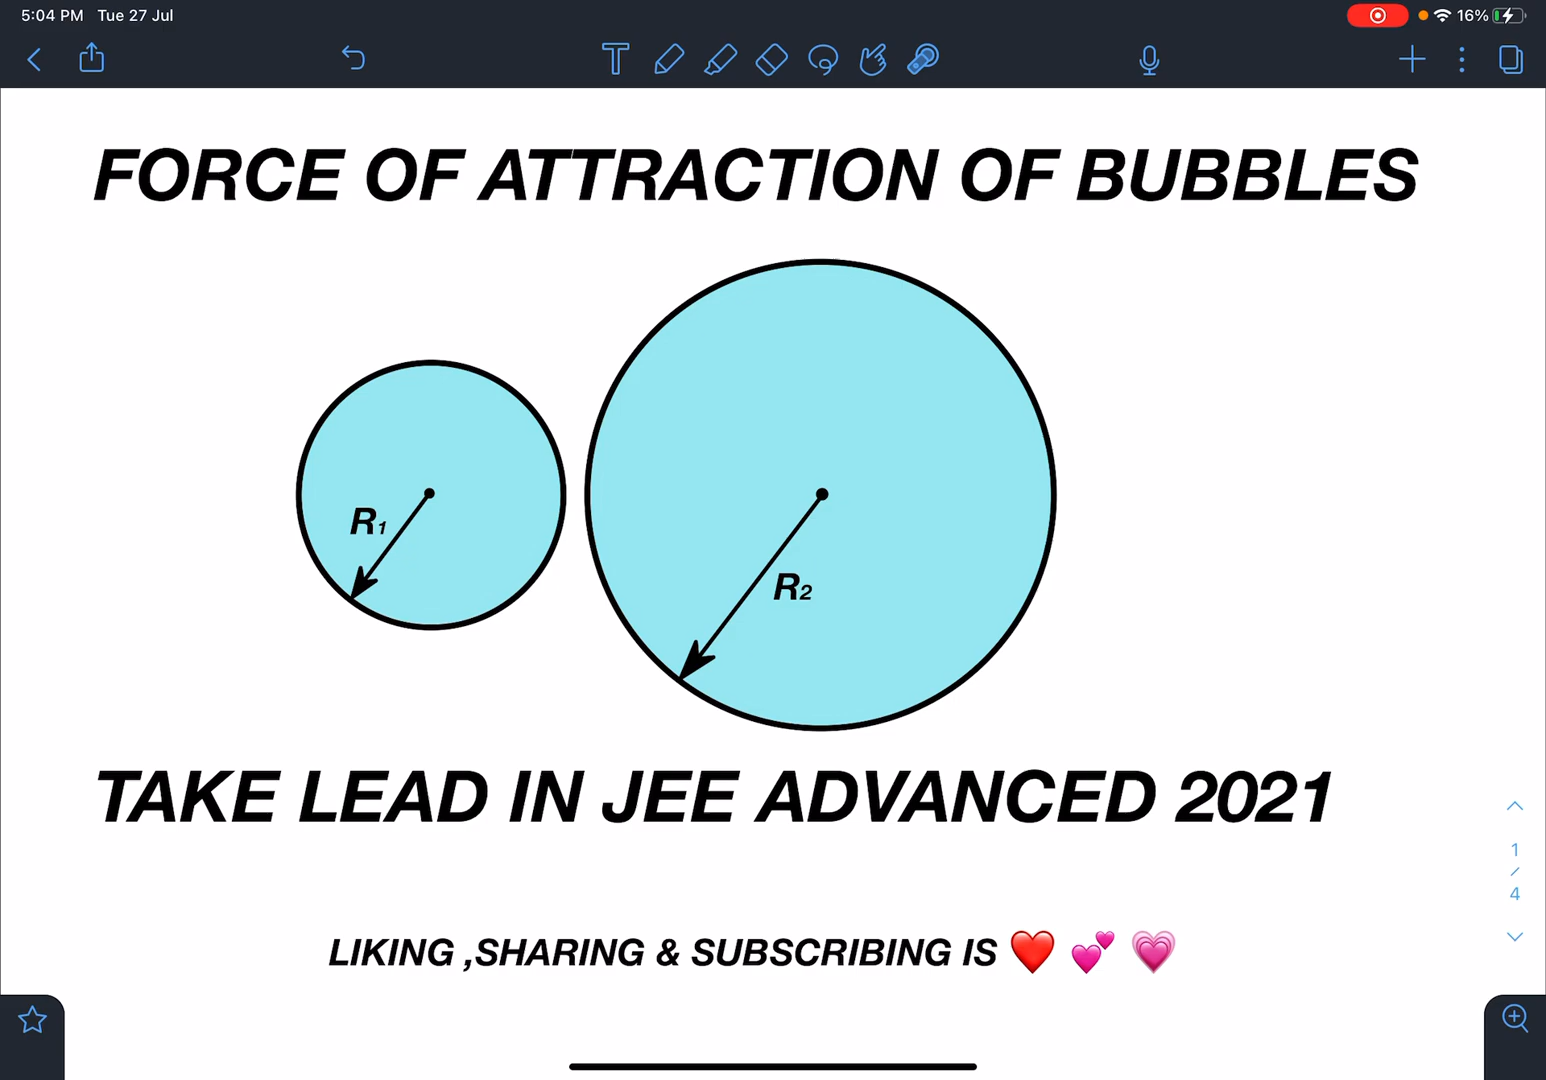 5:04 PM Tue 27 Jul
16%
FORCE OF ATTRACTION OF BUBBLES
R₁
R₂
TAKE LEAD IN JEE ADVANCED 2021
1
/
4
LIKING ,SHARING & SUBSCRIBING IS ❤️ 💕 💗